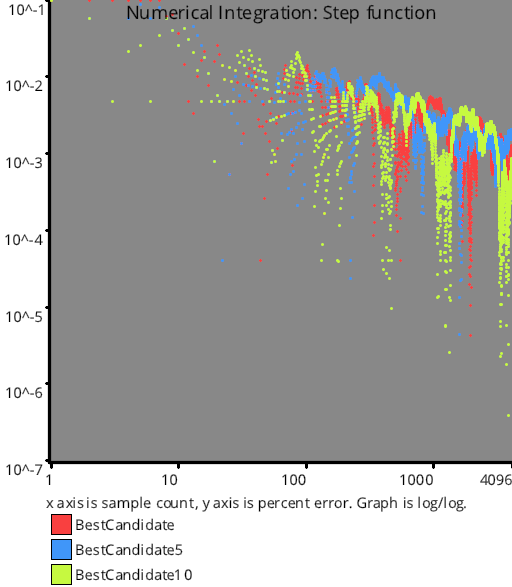 Numerical Integration: Step function
10^-1
10^-2
10^-3
10^-4
10^-5
10^-6
10^-7
1 10 100 1000 4096
x axis is sample count, y axis is percent error. Graph is log/log.
BestCandidate
BestCandidate5
BestCandidate10